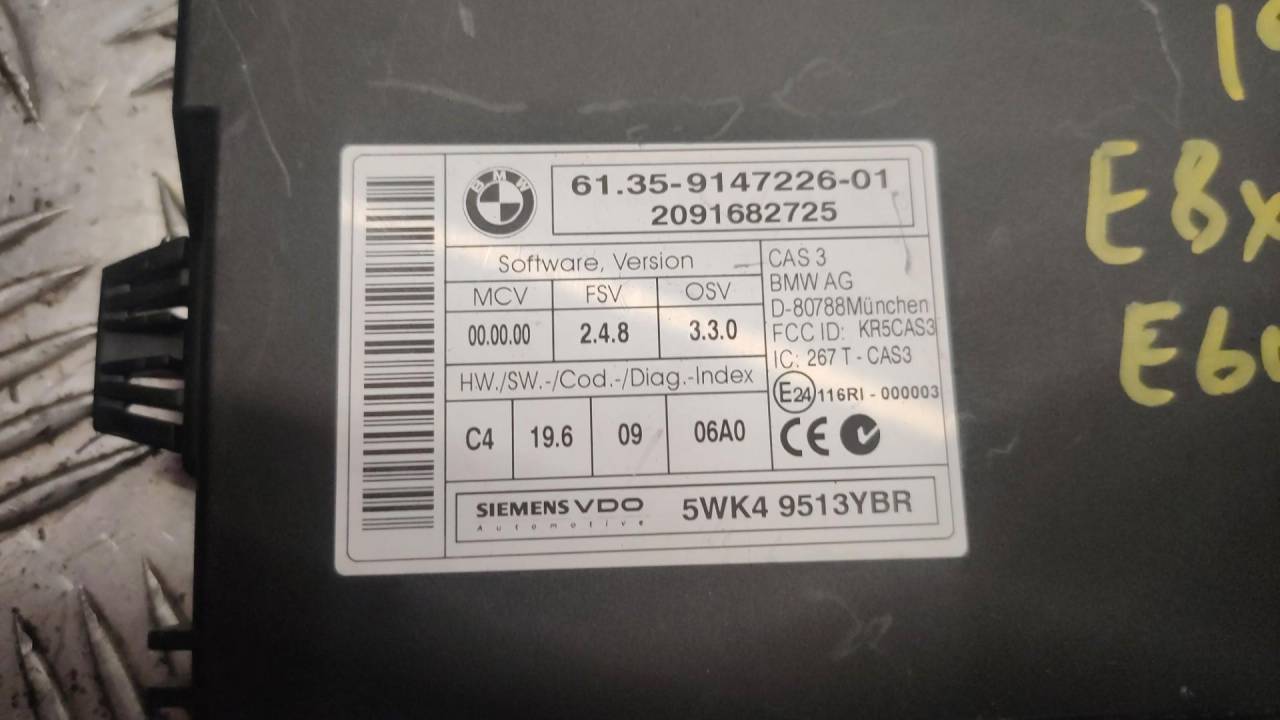 BMW
61.35-9147226-01
2091682725
Software, Version
MCV FSV OSV
00.00.00 2.4.8 3.3.0
HW./SW.-/Cod.-/Diag.-Index
C4 19.6 09 06A0
CAS 3
BMW AG
D-80788München
FCC ID: KR5CAS3
IC: 267 T - CAS3
E24 116RI - 000003
CE
SIEMENS VDO
Automotive
5WK4 9513YBR
E8x